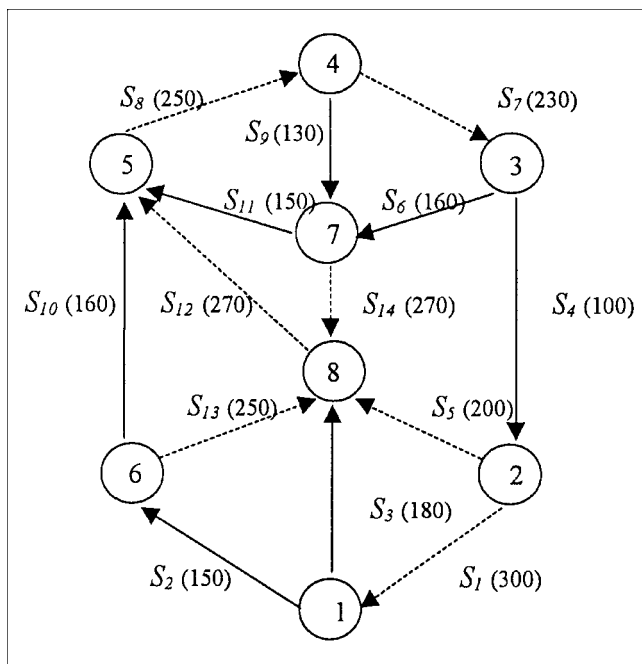 4
S8 (250)
S7 (230)
S9 (130)
5
3
S11 (150)
S6 (160)
7
S10 (160)
S12 (270)
S14 (270)
S4 (100)
8
S13 (250)
S5 (200)
6
2
S3 (180)
S2 (150)
S1 (300)
1